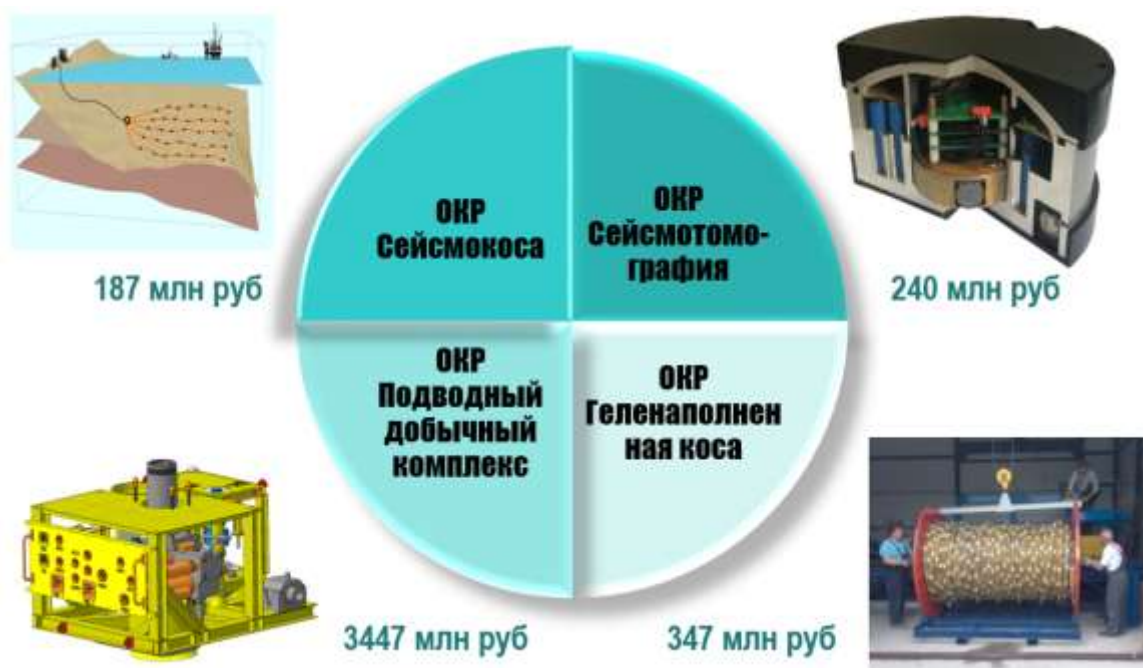 ОКР
Сейсмокоса
ОКР
Сейсмотомо-
графия
187 млн руб
240 млн руб
ОКР
Подводный
добычный
комплекс
ОКР
Геленаполнен
ная коса
3447 млн руб
347 млн руб